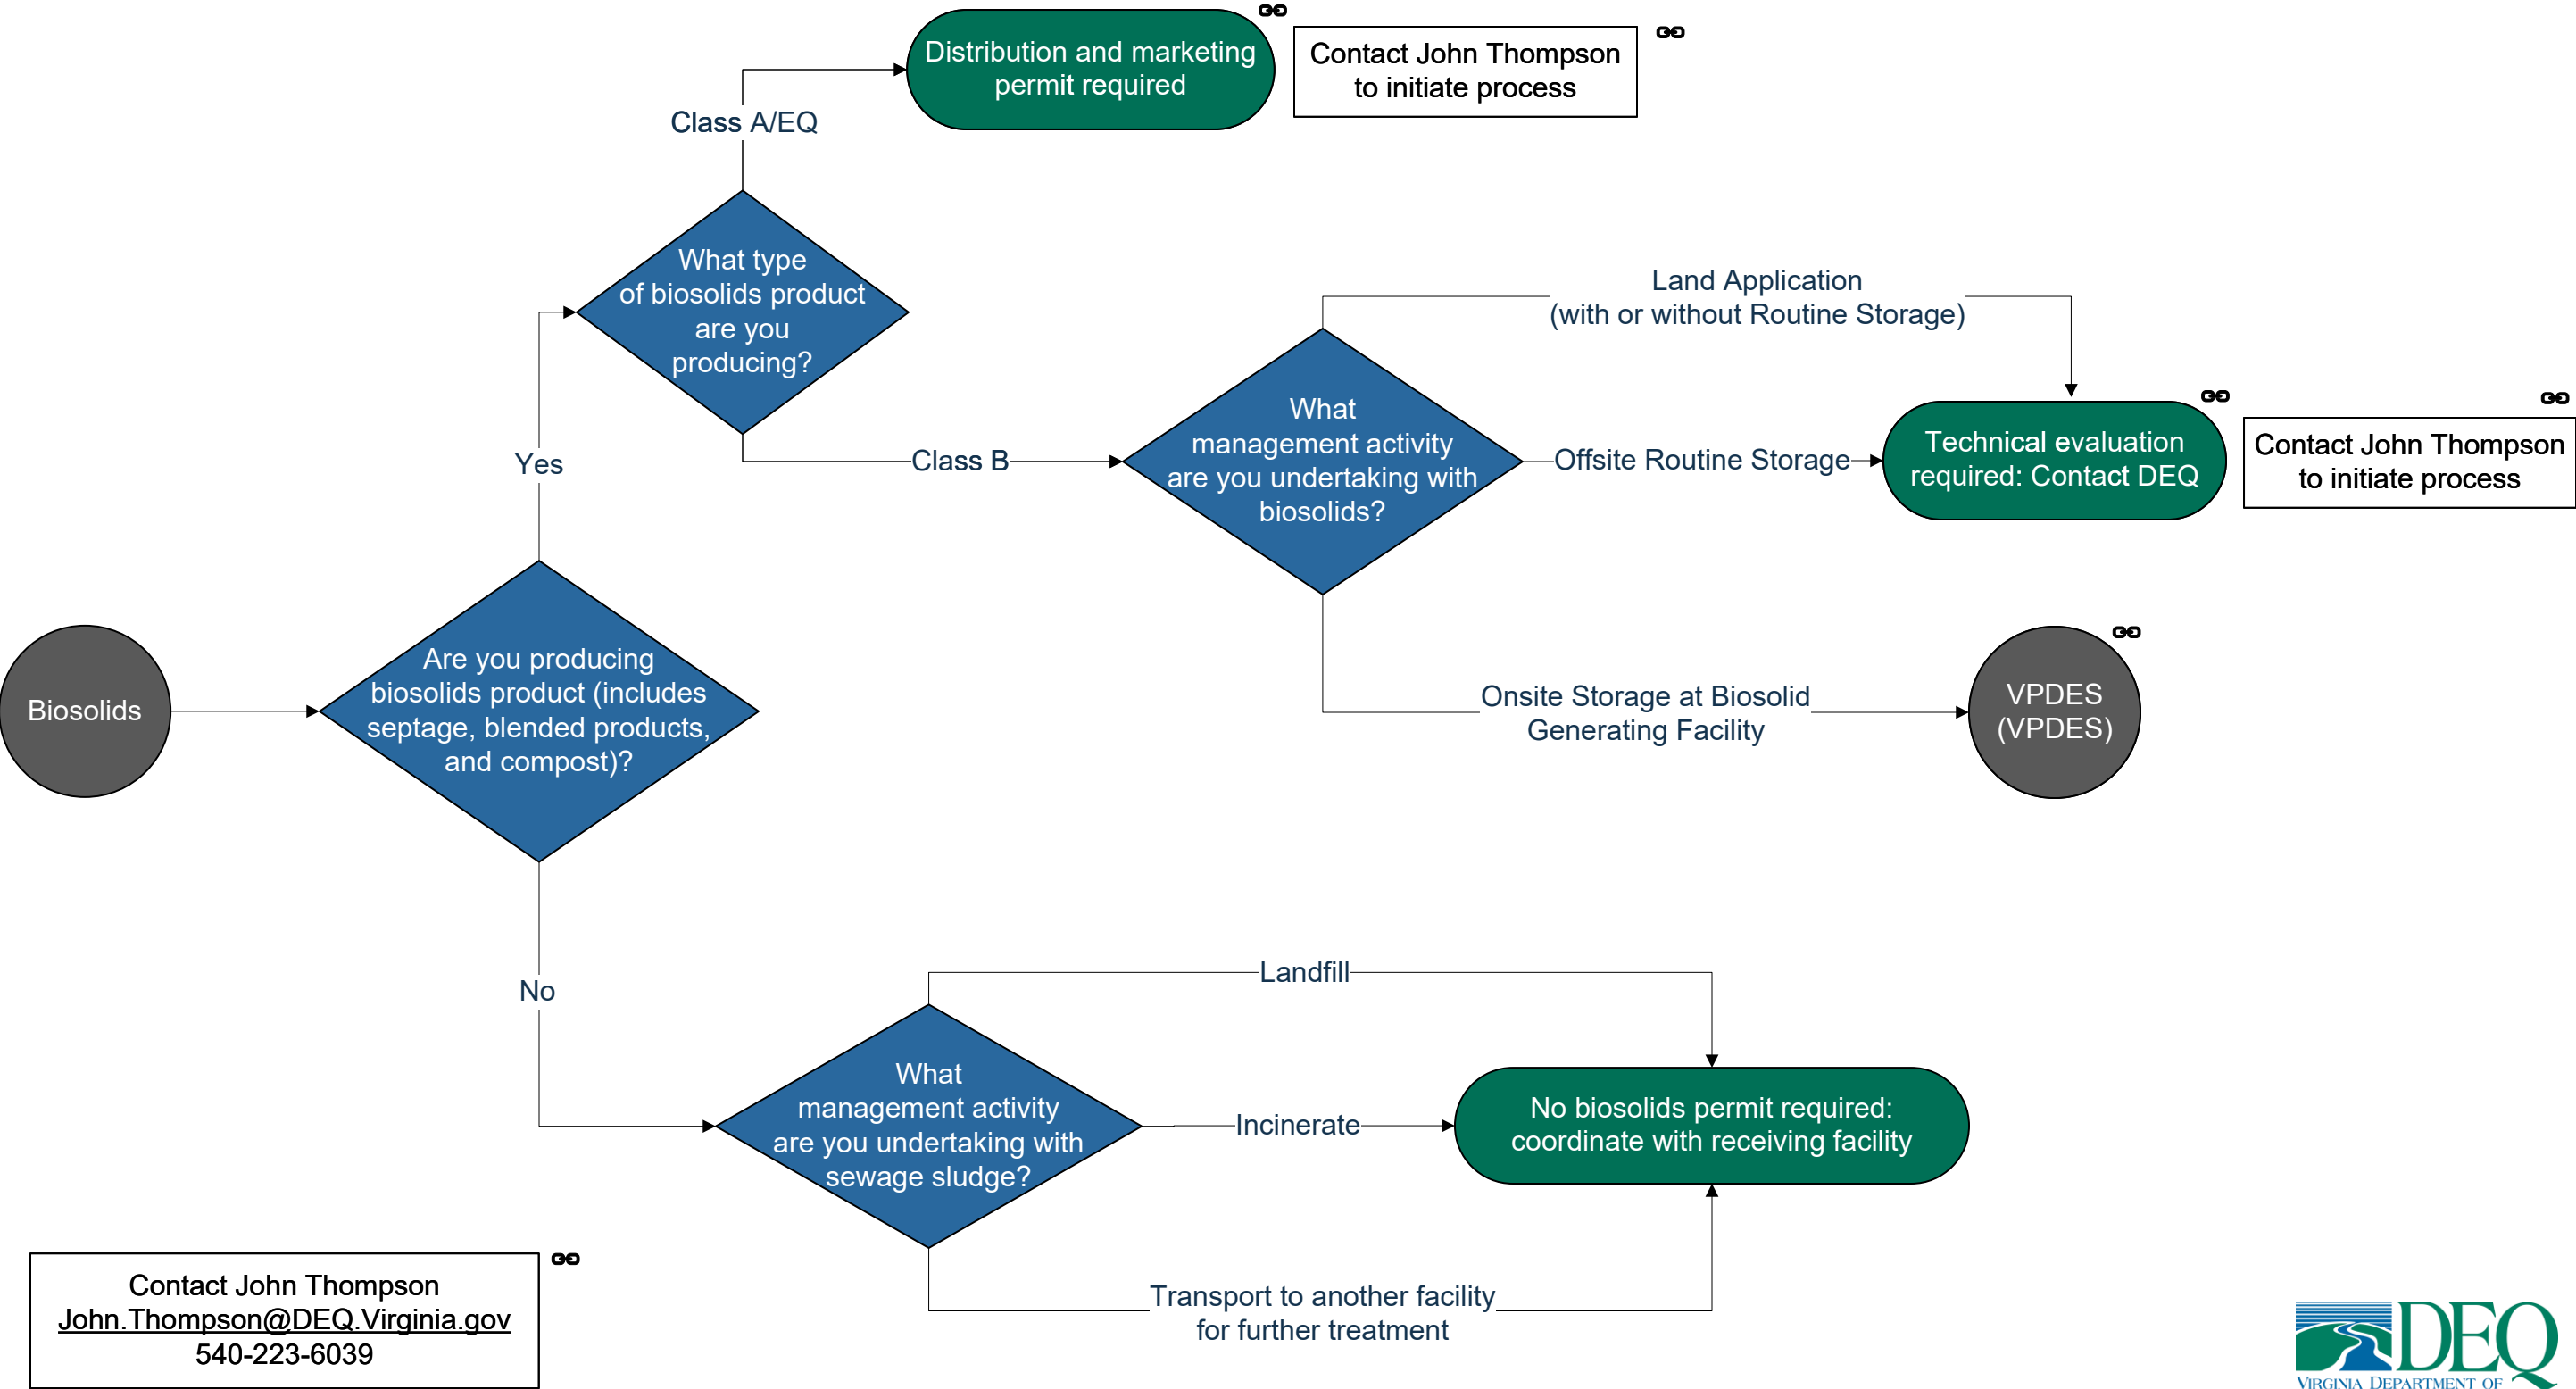 Distribution and marketing
permit required
Contact John Thompson
to initiate process
Class A/EQ
What type
of biosolids product
are you
producing?
Land Application
(with or without Routine Storage)
What
management activity
are you undertaking with
biosolids?
Class B
Offsite Routine Storage
Technical evaluation
required: Contact DEQ
Contact John Thompson
to initiate process
Yes
Biosolids
Are you producing
biosolids product (includes
septage, blended products,
and compost)?
Onsite Storage at Biosolid
Generating Facility
VPDES
(VPDES)
No
Landfill
What
management activity
are you undertaking with
sewage sludge?
Incinerate
No biosolids permit required:
coordinate with receiving facility
Transport to another facility
for further treatment
Contact John Thompson
John.Thompson@DEQ.Virginia.gov
540-223-6039
DEQ
VIRGINIA DEPARTMENT OF